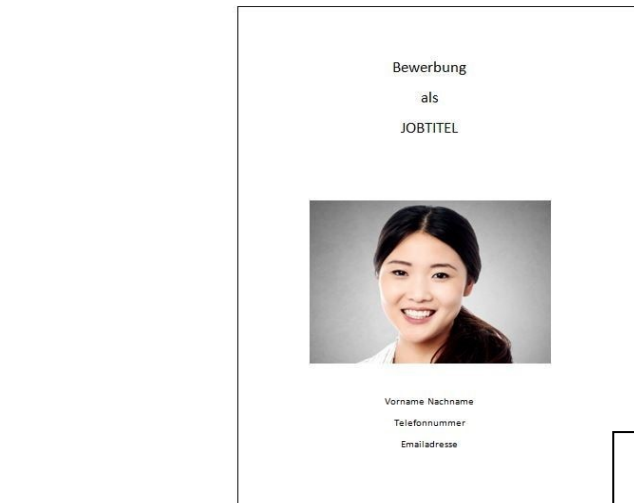 Bewerbung
als
JOBTITEL
Vorname Nachname
Telefonnummer
Emailadresse